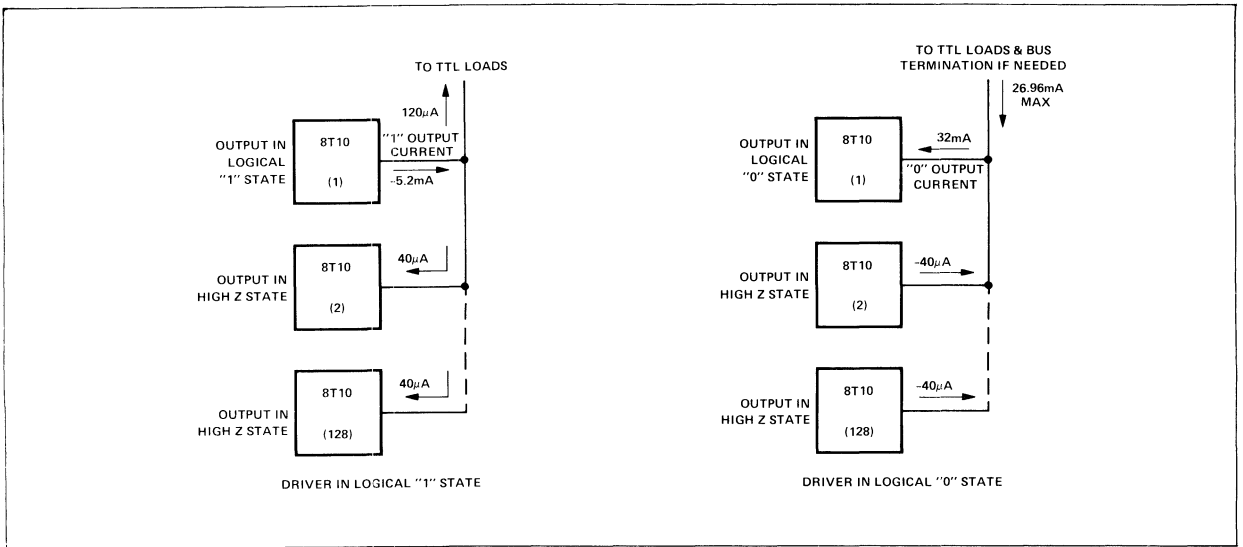 TO TTL LOADS
120μA
OUTPUT IN
LOGICAL
"1" STATE
8T10
(1)
"1" OUTPUT
CURRENT
-5.2mA
OUTPUT IN
HIGH Z STATE
8T10
(2)
40μA
OUTPUT IN
HIGH Z STATE
8T10
(128)
40μA
DRIVER IN LOGICAL "1" STATE
TO TTL LOADS & BUS
TERMINATION IF NEEDED
26.96mA
MAX
OUTPUT IN
LOGICAL
"0" STATE
8T10
(1)
32mA
"0" OUTPUT
CURRENT
OUTPUT IN
HIGH Z STATE
8T10
(2)
-40μA
OUTPUT IN
HIGH Z STATE
8T10
(128)
-40μA
DRIVER IN LOGICAL "0" STATE